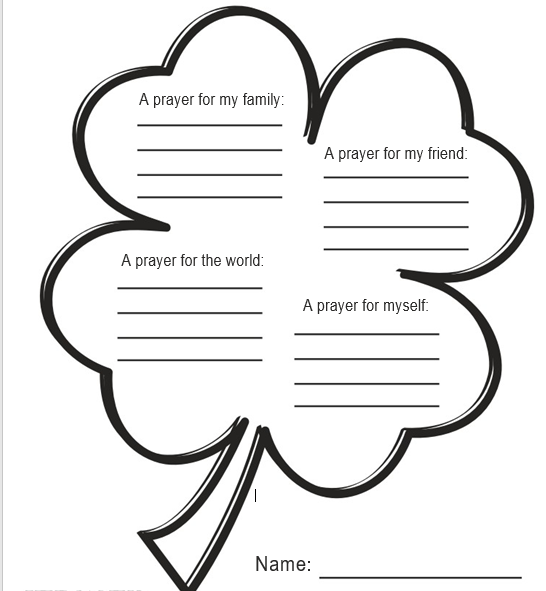 A prayer for my family:
A prayer for my friend:
A prayer for the world:
A prayer for myself:
Name: